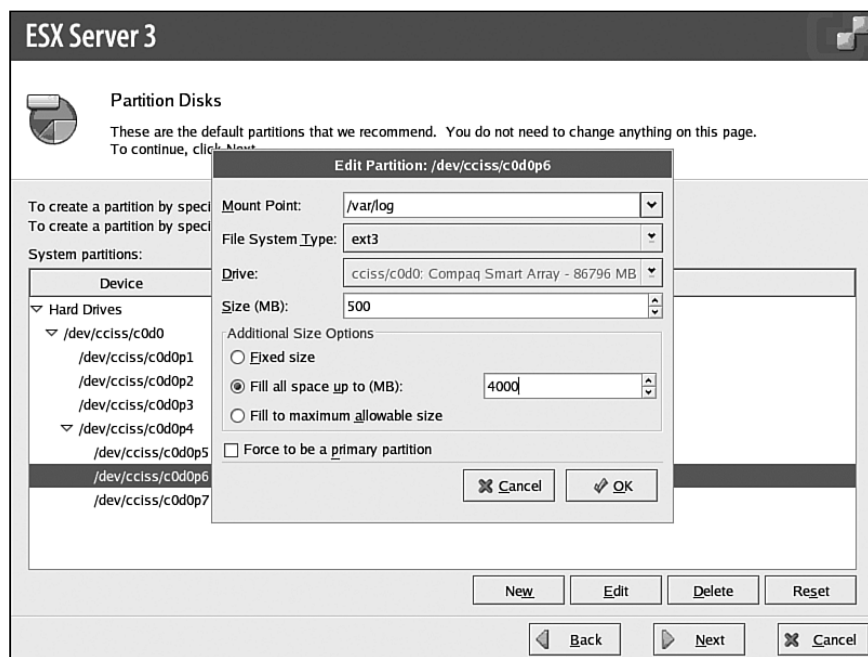 ESX Server 3
Partition Disks
These are the default partitions that we recommend. You do not need to change anything on this page.
To continue, click Next
Edit Partition: /dev/cciss/c0d0p6
To create a partition by speci
To create a partition by speci
System partitions:
Device
Hard Drives
/dev/cciss/c0d0
/dev/cciss/c0d0p1
/dev/cciss/c0d0p2
/dev/cciss/c0d0p3
/dev/cciss/c0d0p4
/dev/cciss/c0d0p5
/dev/cciss/c0d0p6
/dev/cciss/c0d0p7
Mount Point: /var/log
File System Type: ext3
Drive: cciss/c0d0: Compaq Smart Array - 86796 MB
Size (MB): 500
Additional Size Options
Fixed size
Fill all space up to (MB): 4000
Fill to maximum allowable size
Force to be a primary partition
Cancel OK
New Edit Delete Reset
Back Next Cancel